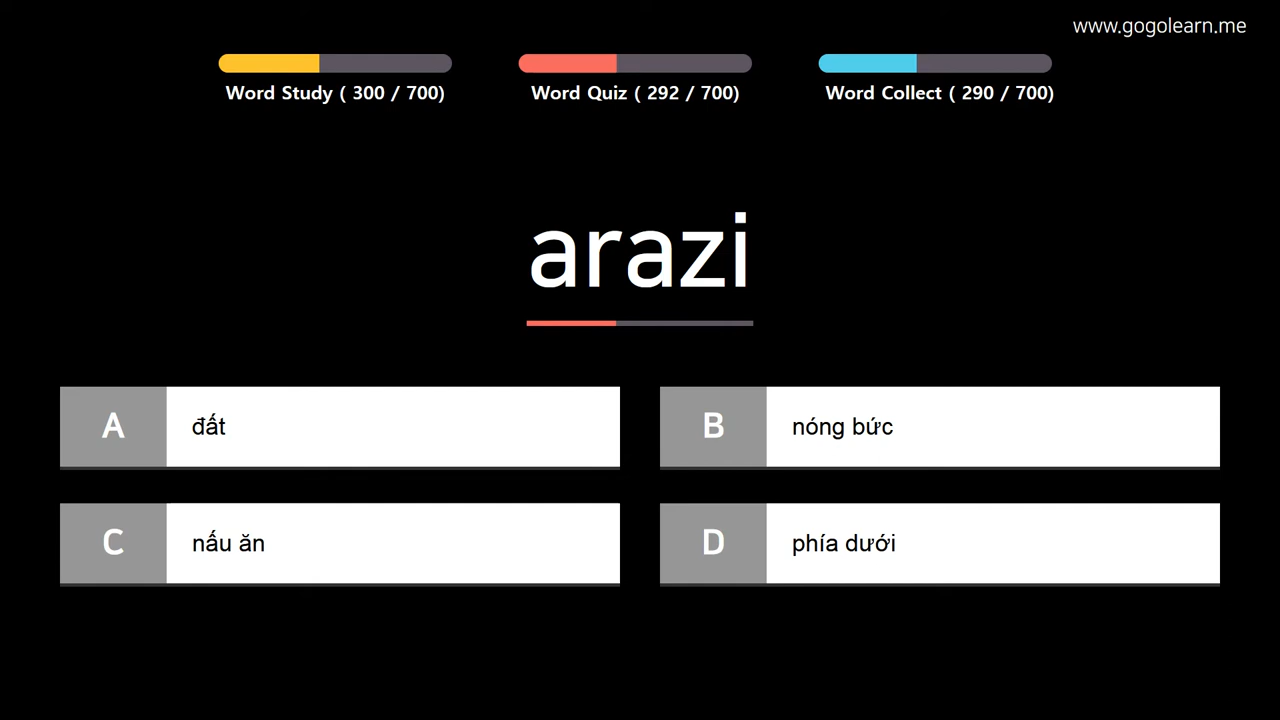 www.gogolearn.me
Word Study ( 300 / 700)
Word Quiz ( 292 / 700)
Word Collect ( 290 / 700)
arazi
A đất
B nóng bức
C nấu ăn
D phía dưới